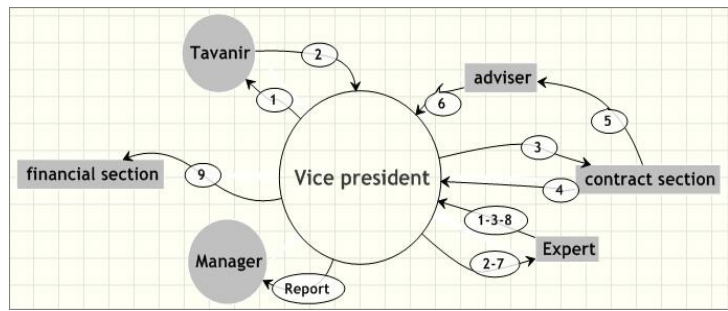 Tavanir
2
1
adviser
6
5
3
financial section
9
Vice president
contract section
4
1-3-8
Expert
2-7
Manager
Report